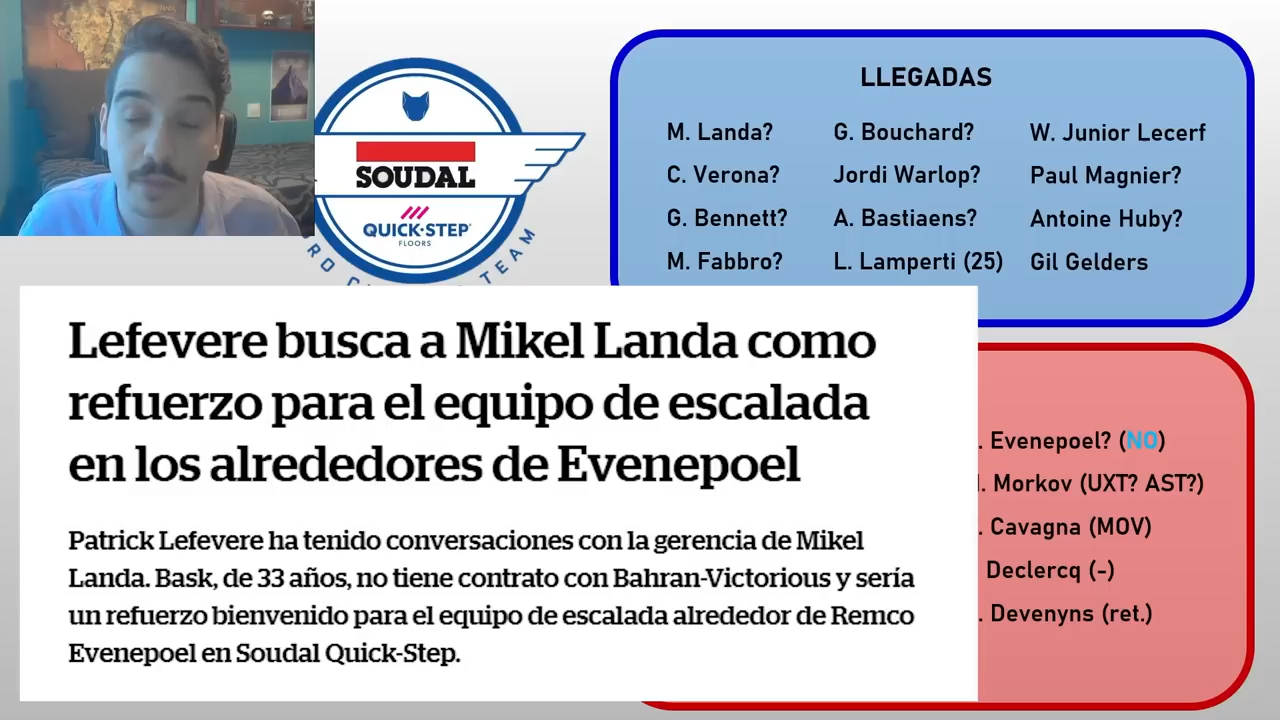 SOUDAL
QUICK-STEP
FLOORS
LLEGADAS
M. Landa? G. Bouchard? W. Junior Lecerf
C. Verona? Jordi Warlop? Paul Magnier?
G. Bennett? A. Bastiaens? Antoine Huby?
M. Fabbro? L. Lamperti (25) Gil Gelders
Lefevere busca a Mikel Landa como
refuerzo para el equipo de escalada
en los alrededores de Evenepoel
Patrick Lefevere ha tenido conversaciones con la gerencia de Mikel
Landa. Bask, de 33 años, no tiene contrato con Bahran-Victorious y sería
un refuerzo bienvenido para el equipo de escalada alrededor de Remco
Evenepoel en Soudal Quick-Step.
. Evenepoel? (NO)
. Morkov (UXT? AST?)
. Cavagna (MOV)
Declercq (-)
. Devenyns (ret.)